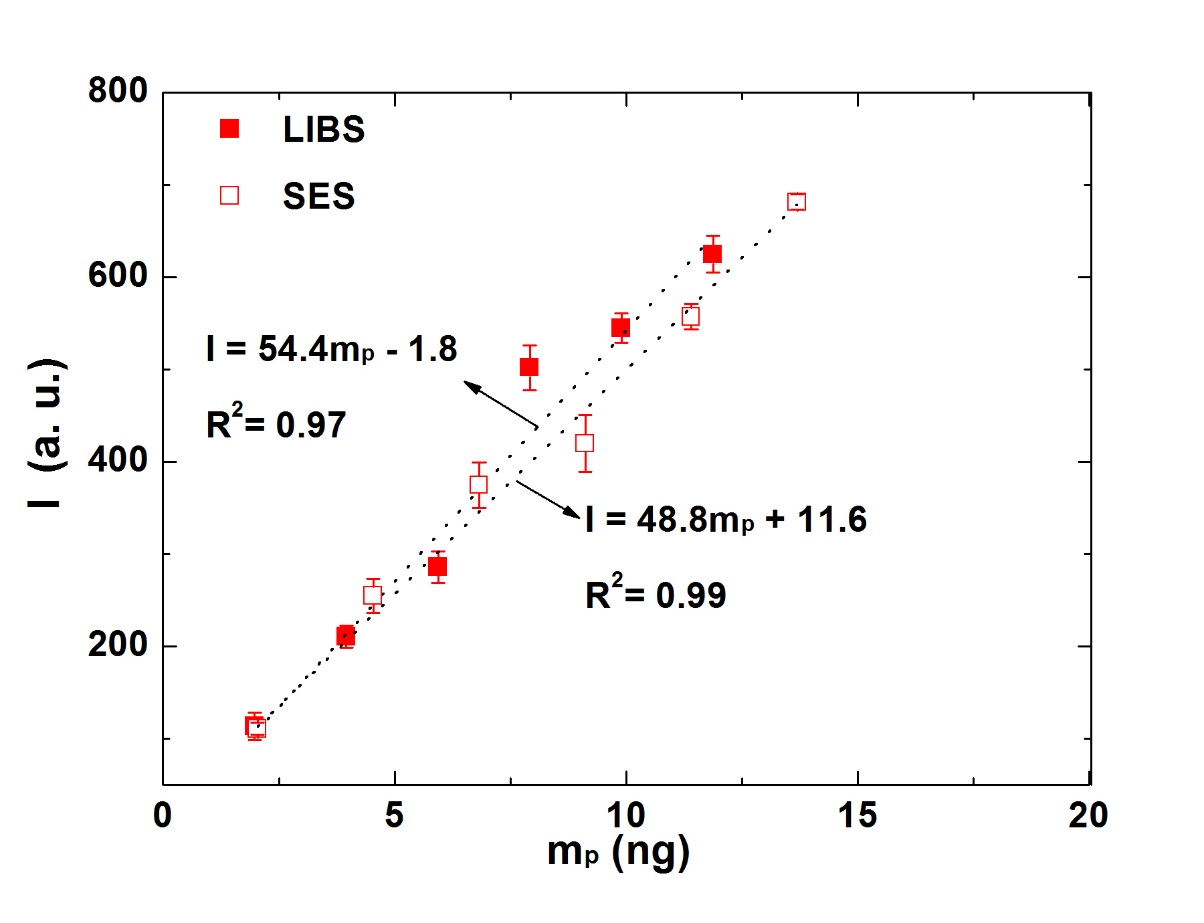 800
600
400
200
0
5
10
15
20
I (a. u.)
mₚ (ng)
LIBS
SES
I = 54.4mₚ - 1.8
R²= 0.97
I = 48.8mₚ + 11.6
R²= 0.99